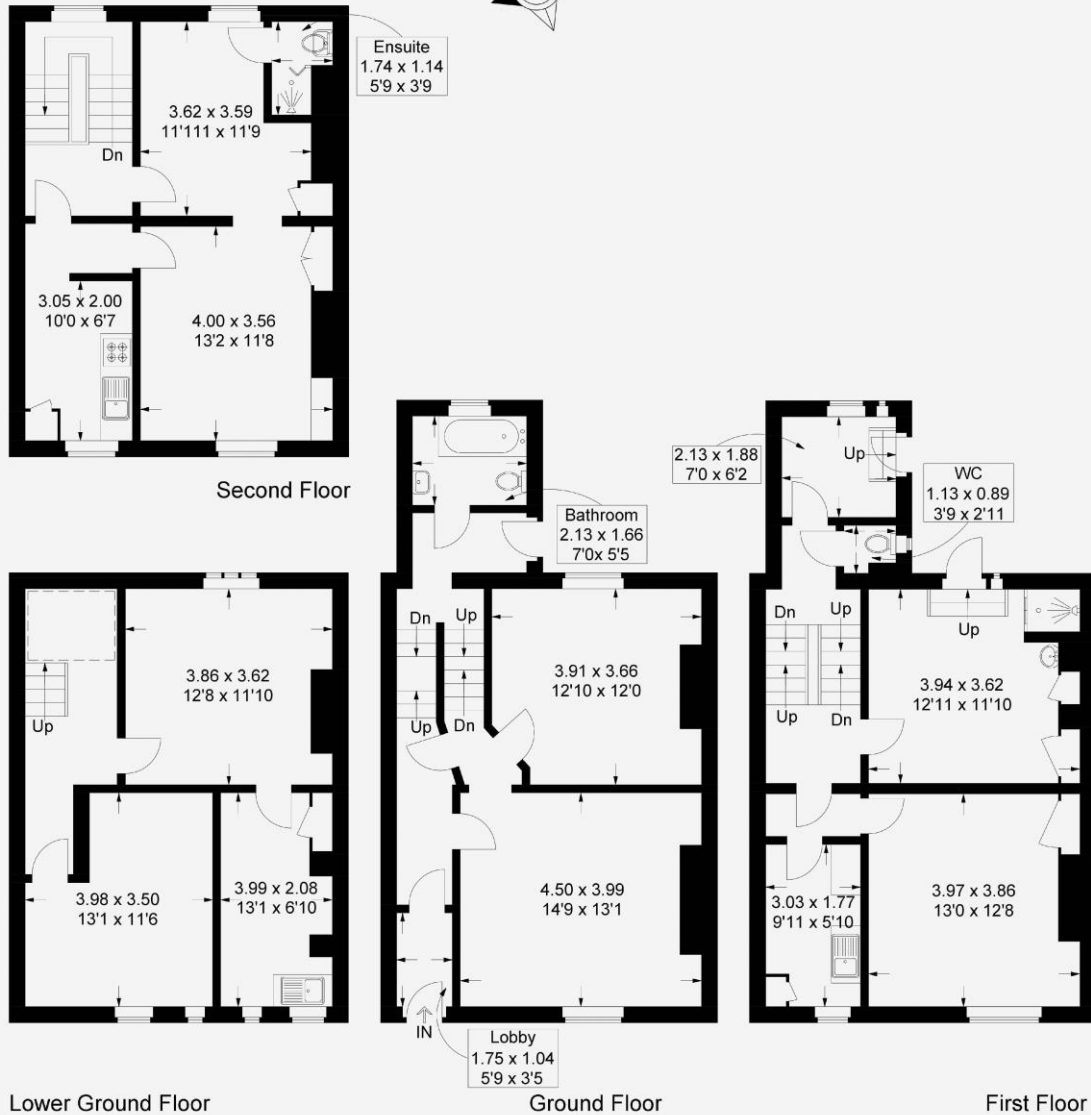 Ensuite
1.74 x 1.14
5'9 x 3'9
3.62 x 3.59
11'111 x 11'9
Dn
3.05 x 2.00
10'0 x 6'7
4.00 x 3.56
13'2 x 11'8
Second Floor
3.86 x 3.62
12'8 x 11'10
Up
3.98 x 3.50
13'1 x 11'6
3.99 x 2.08
13'1 x 6'10
Lower Ground Floor
Bathroom
2.13 x 1.66
7'0x 5'5
Dn
Up
Up
Dn
3.91 x 3.66
12'10 x 12'0
4.50 x 3.99
14'9 x 13'1
IN
Lobby
1.75 x 1.04
5'9 x 3'5
Ground Floor
2.13 x 1.88
7'0 x 6'2
Up
WC
1.13 x 0.89
3'9 x 2'11
Dn
Up
Up
Up
Dn
3.94 x 3.62
12'11 x 11'10
3.03 x 1.77
9'11 x 5'10
3.97 x 3.86
13'0 x 12'8
First Floor